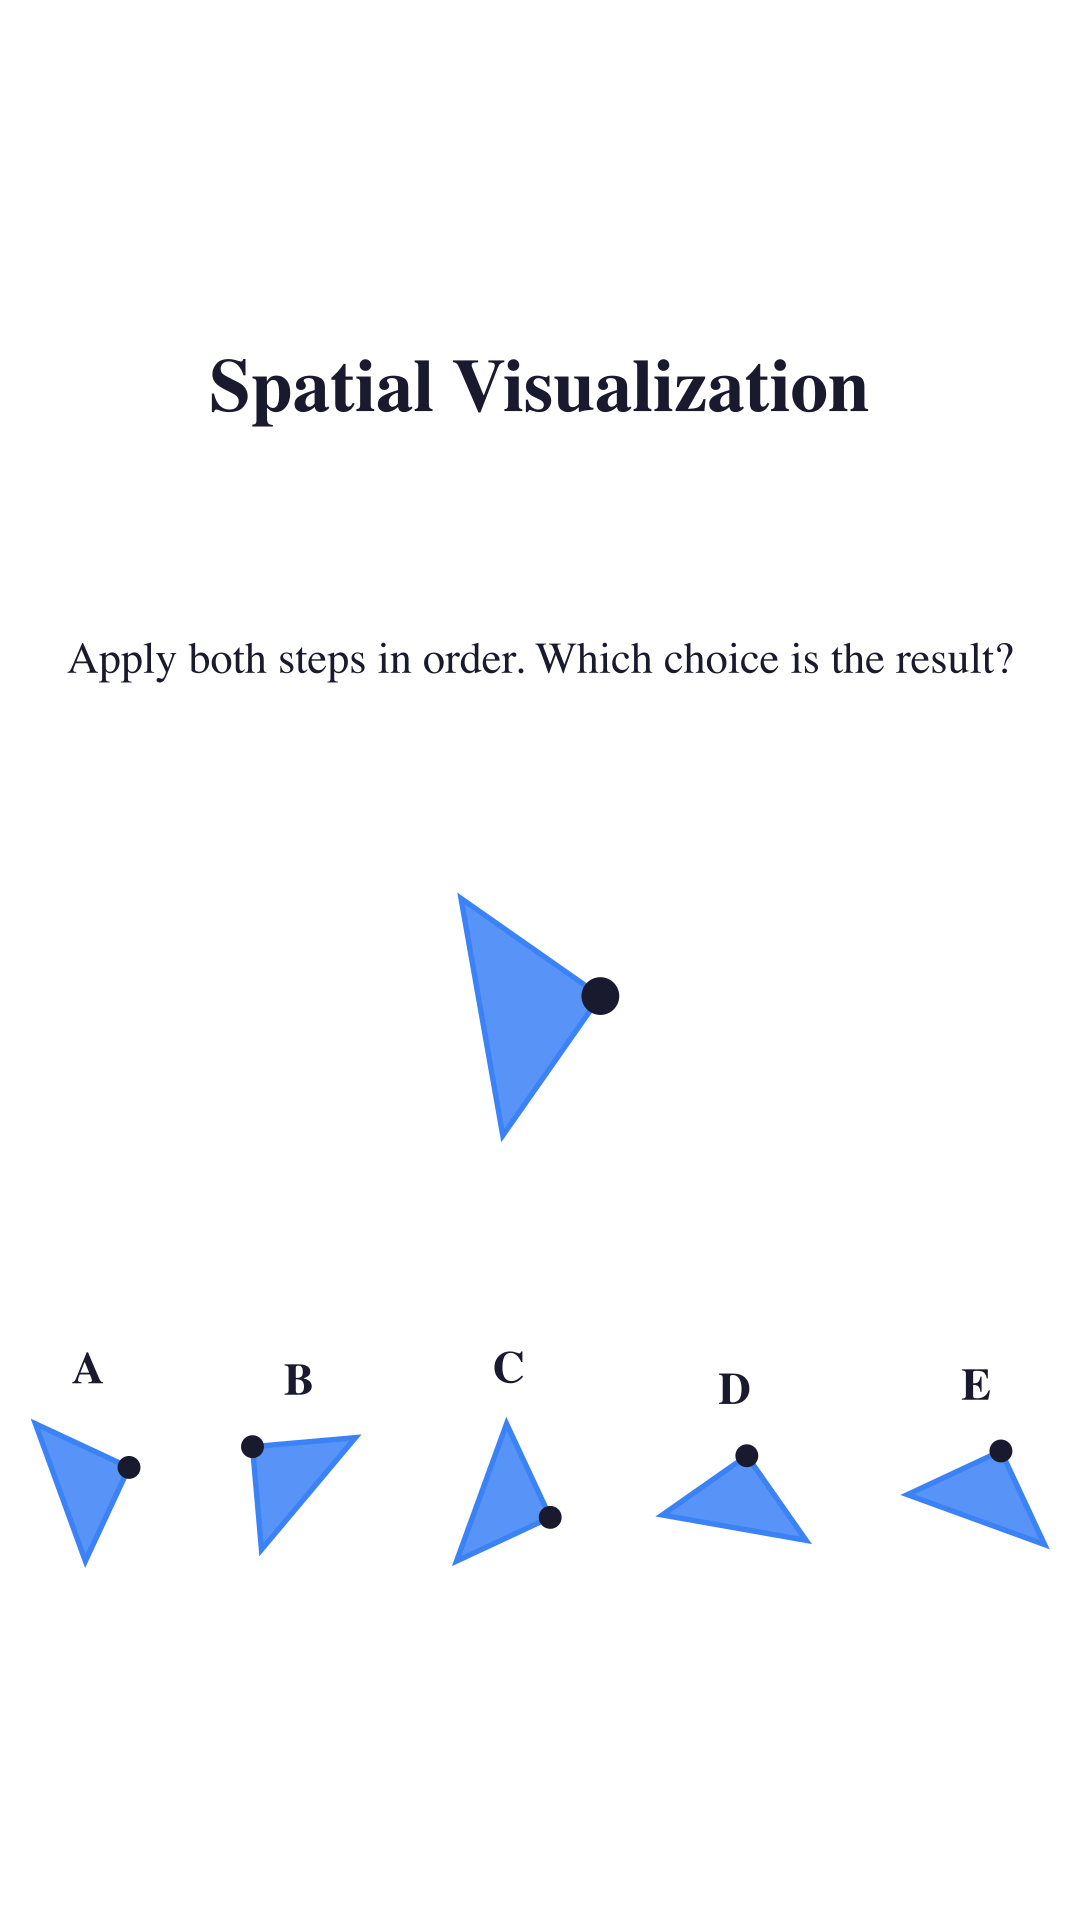 Spatial Visualization
Apply both steps in order. Which choice is the result?
A
B
C
D
E